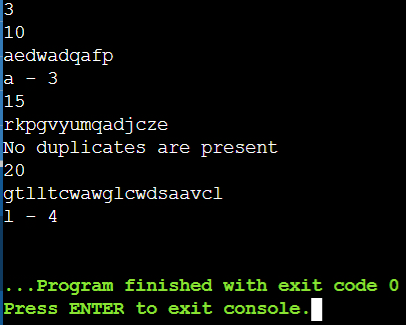 3
10
aedwadqafp
a - 3
15
rkpgvyumqadjcze
No duplicates are present
20
gtlltcwawglcwdsaavcl
l - 4
...Program finished with exit code 0
Press ENTER to exit console.